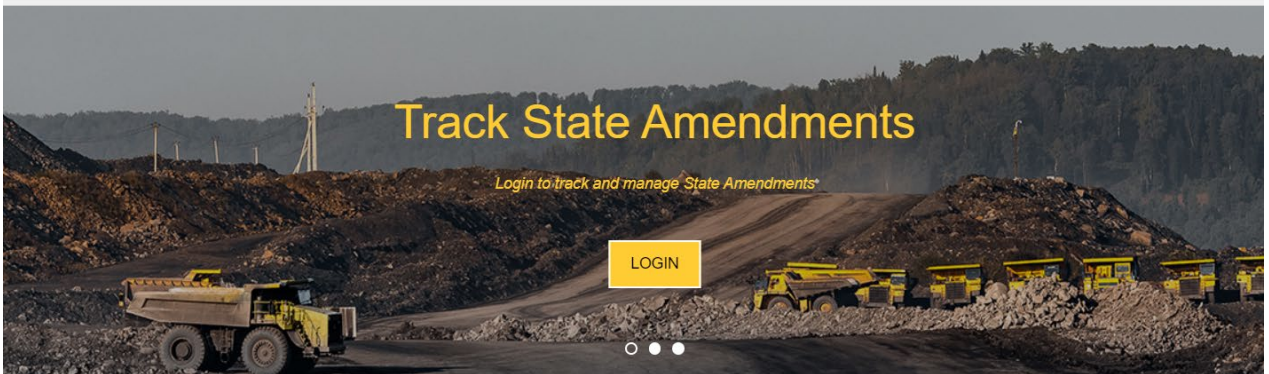 Track State Amendments
Login to track and manage State Amendments*
LOGIN